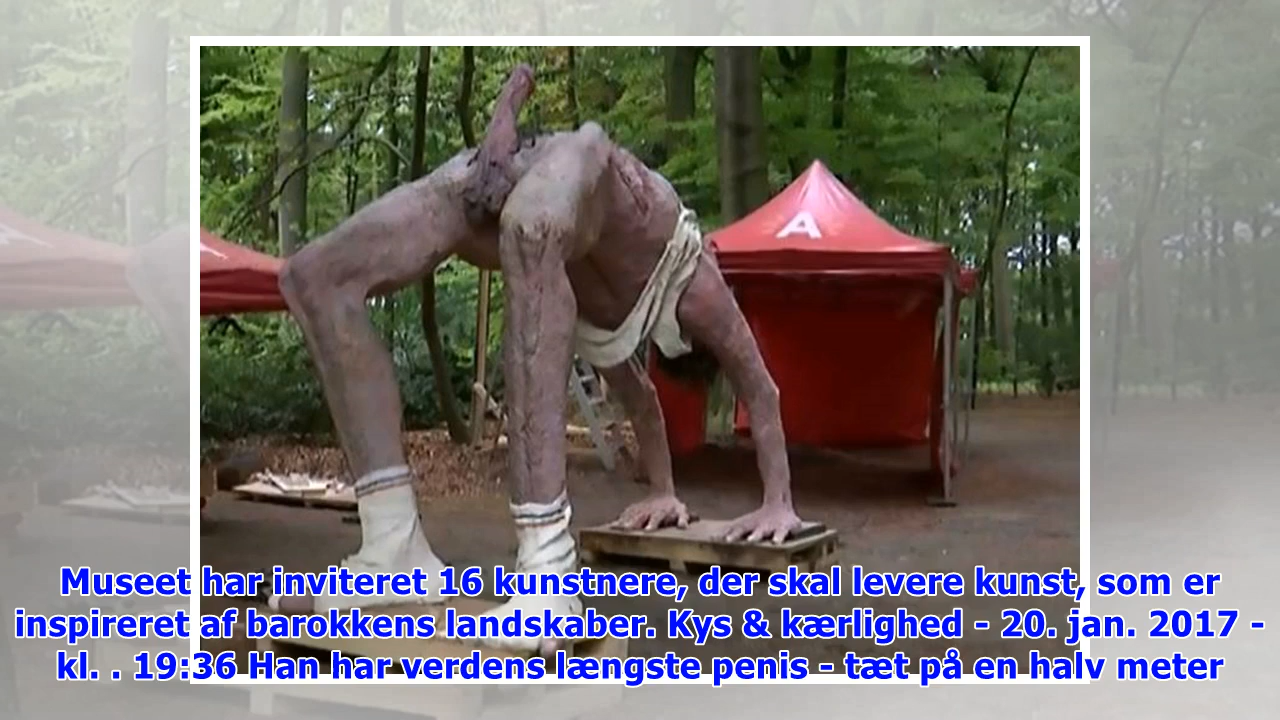 A
Museet har inviteret 16 kunstnere, der skal levere kunst, som er
inspireret af barokkens landskaber. Kys & kærlighed - 20. jan. 2017 -
kl. . 19:36 Han har verdens længste penis - tæt på en halv meter